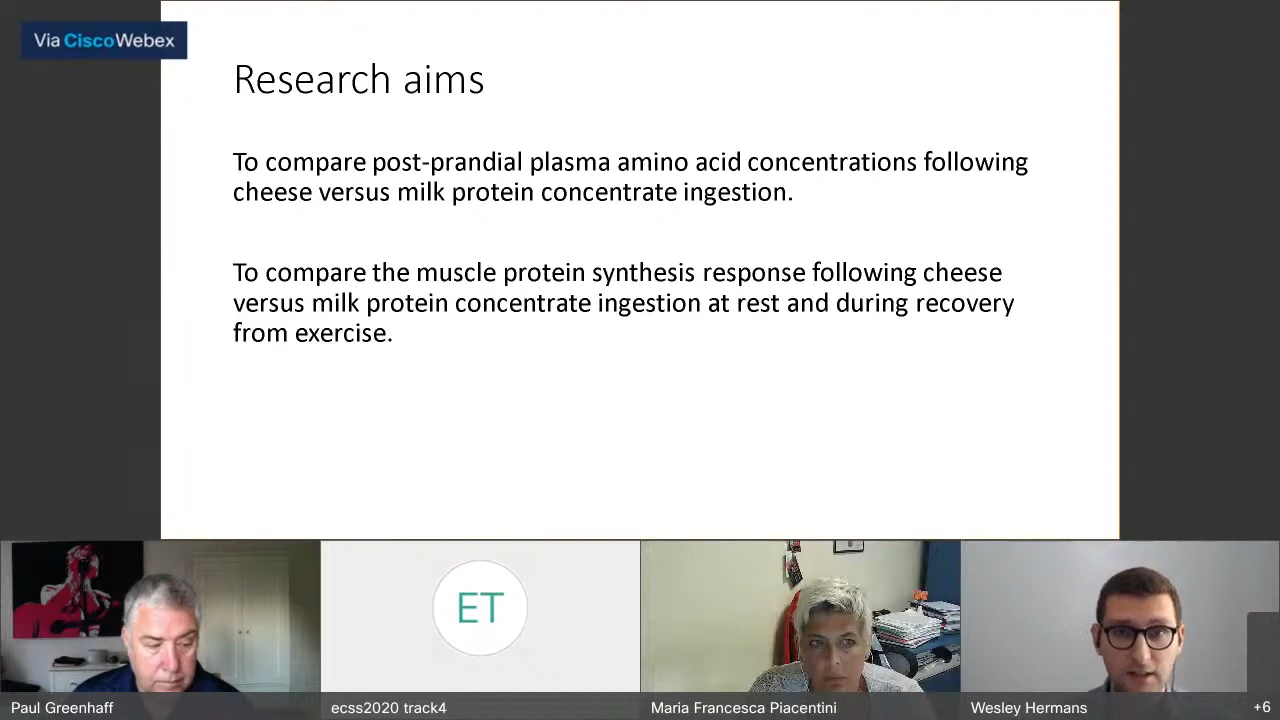 Via CiscoWebex
Research aims
To compare post-prandial plasma amino acid concentrations following
cheese versus milk protein concentrate ingestion.
To compare the muscle protein synthesis response following cheese
versus milk protein concentrate ingestion at rest and during recovery
from exercise.
ET
Paul Greenhaff
ecss2020 track4
Maria Francesca Piacentini
Wesley Hermans
+6